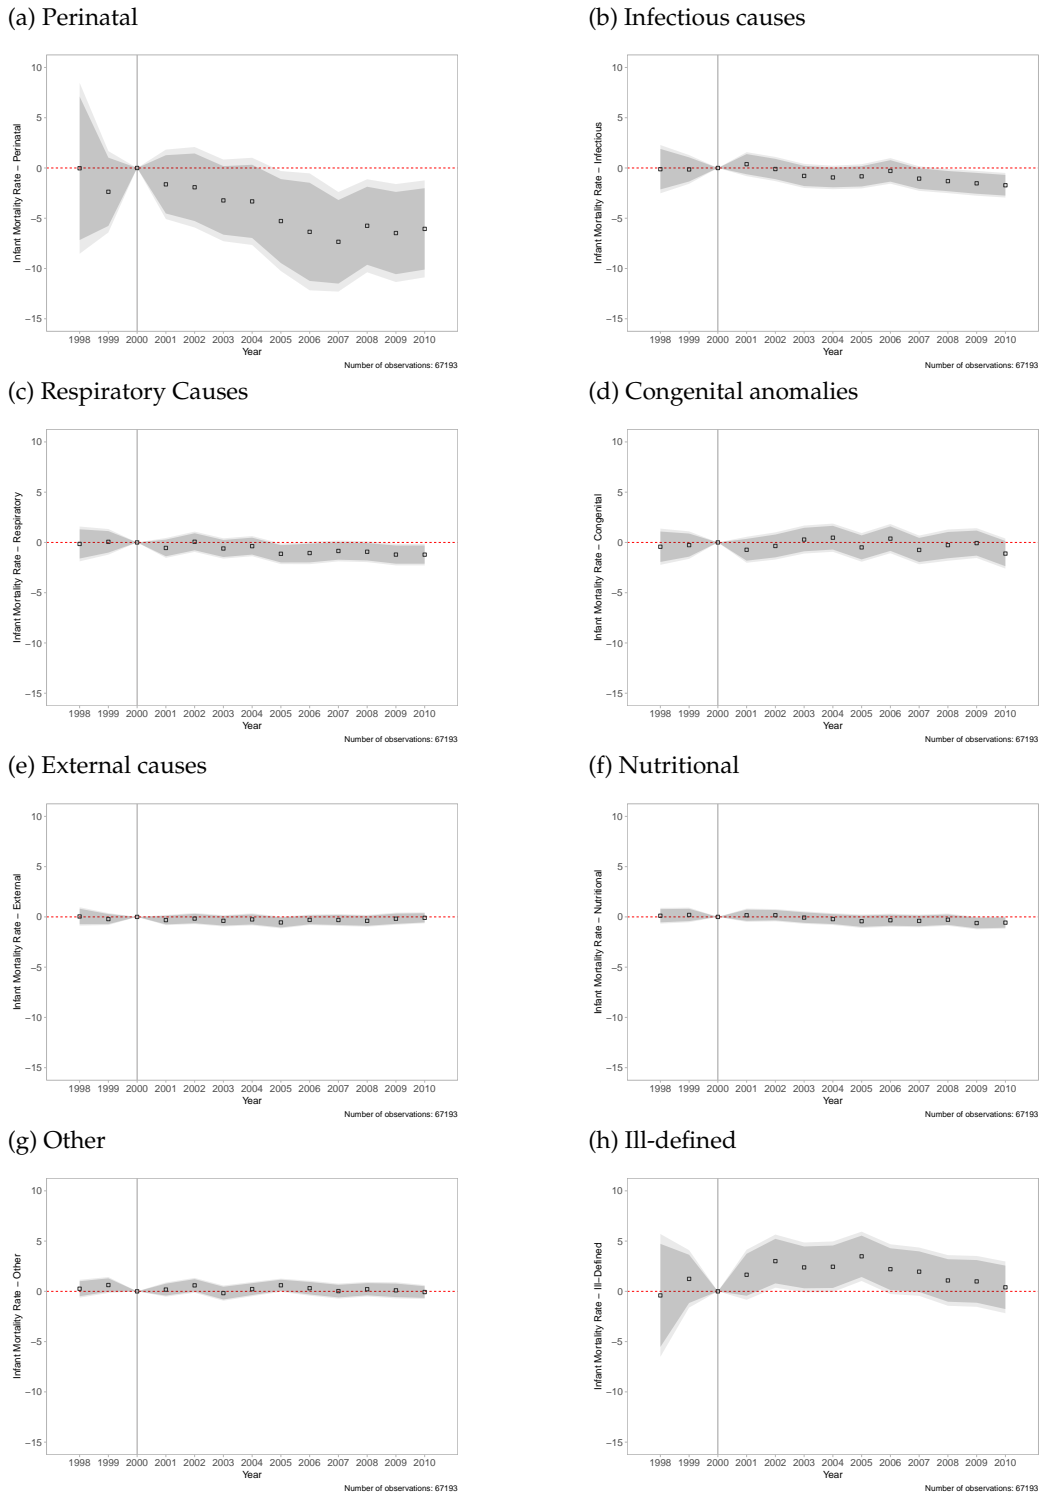 (a) Perinatal
10
5
0
−5
−10
−15
Infant Mortality Rate − Perinatal
1998 1999 2000 2001 2002 2003 2004 2005 2006 2007 2008 2009 2010
Year
Number of observations: 67193
(b) Infectious causes
10
5
0
−5
−10
−15
Infant Mortality Rate − Infectious
1998 1999 2000 2001 2002 2003 2004 2005 2006 2007 2008 2009 2010
Year
Number of observations: 67193
(c) Respiratory Causes
10
5
0
−5
−10
−15
Infant Mortality Rate − Respiratory
1998 1999 2000 2001 2002 2003 2004 2005 2006 2007 2008 2009 2010
Year
Number of observations: 67193
(d) Congenital anomalies
10
5
0
−5
−10
−15
Infant Mortality Rate − Congenital
1998 1999 2000 2001 2002 2003 2004 2005 2006 2007 2008 2009 2010
Year
Number of observations: 67193
(e) External causes
10
5
0
−5
−10
−15
Infant Mortality Rate − External
1998 1999 2000 2001 2002 2003 2004 2005 2006 2007 2008 2009 2010
Year
Number of observations: 67193
(f) Nutritional
10
5
0
−5
−10
−15
Infant Mortality Rate − Nutritional
1998 1999 2000 2001 2002 2003 2004 2005 2006 2007 2008 2009 2010
Year
Number of observations: 67193
(g) Other
10
5
0
−5
−10
−15
Infant Mortality Rate − Other
1998 1999 2000 2001 2002 2003 2004 2005 2006 2007 2008 2009 2010
Year
Number of observations: 67193
(h) Ill-defined
10
5
0
−5
−10
−15
Infant Mortality Rate − Ill−Defined
1998 1999 2000 2001 2002 2003 2004 2005 2006 2007 2008 2009 2010
Year
Number of observations: 67193